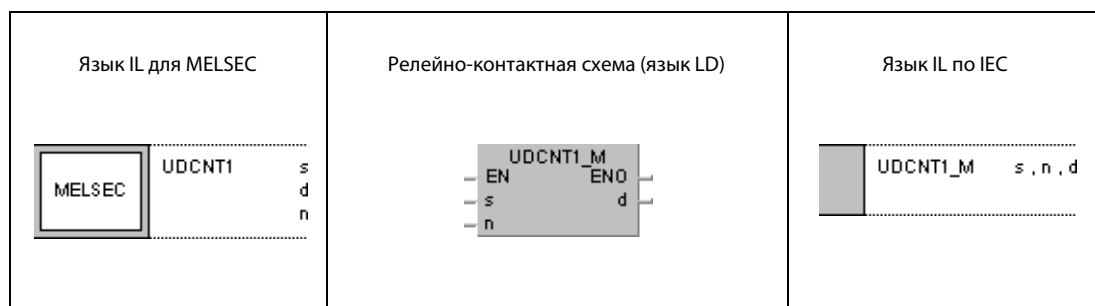 Язык IL для MELSEC
Релейно-контактная схема (язык LD)
Язык IL по IEC
MELSEC
UDCNT1 s
d
n
UDCNT1_M
EN ENO
s d
n
UDCNT1_M s , n , d